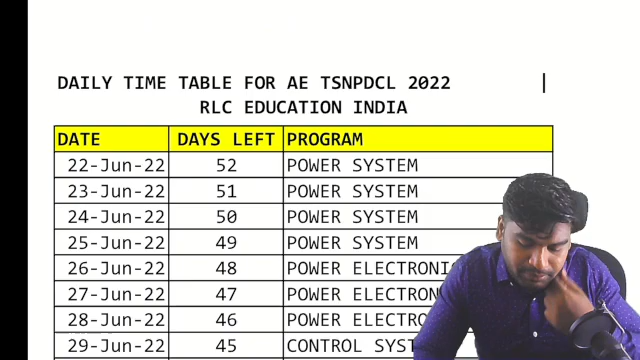 DAILY TIME TABLE FOR AE TSNPDCL 2022
RLC EDUCATION INDIA
DATE DAYS LEFT PROGRAM
22-Jun-22 52 POWER SYSTEM
23-Jun-22 51 POWER SYSTEM
24-Jun-22 50 POWER SYSTEM
25-Jun-22 49 POWER SYSTEM
26-Jun-22 48 POWER
27-Jun-22 47 POWER
28-Jun-22 46 POWER
29-Jun-22 45 CONTROL